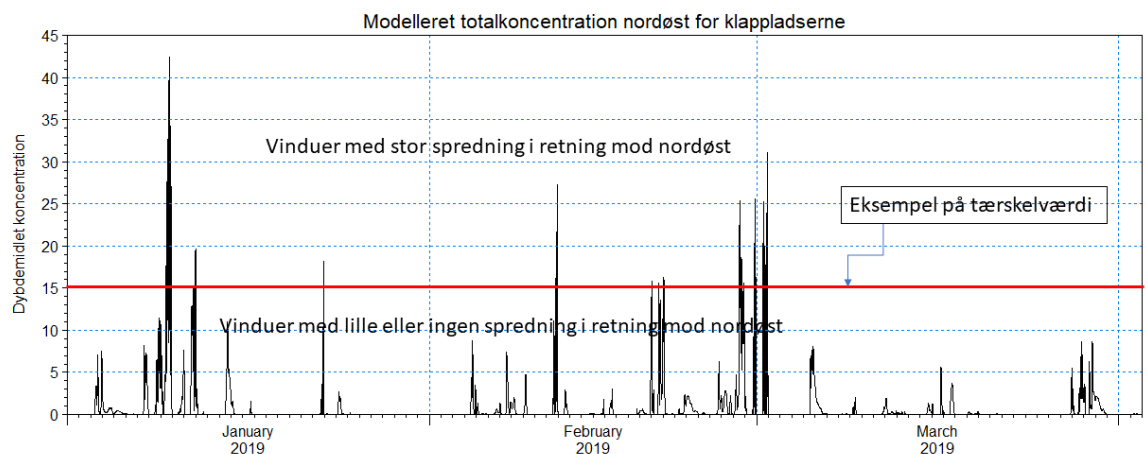 Modelleret totalkoncentration nordøst for klappladserne
Dybdemidlet koncentration
45
40
35
30
25
20
15
10
5
0
Vinduer med stor spredning i retning mod nordøst
Eksempel på tærskelværdi
Vinduer med lille eller ingen spredning i retning mod nordøst
January February March
2019 2019 2019